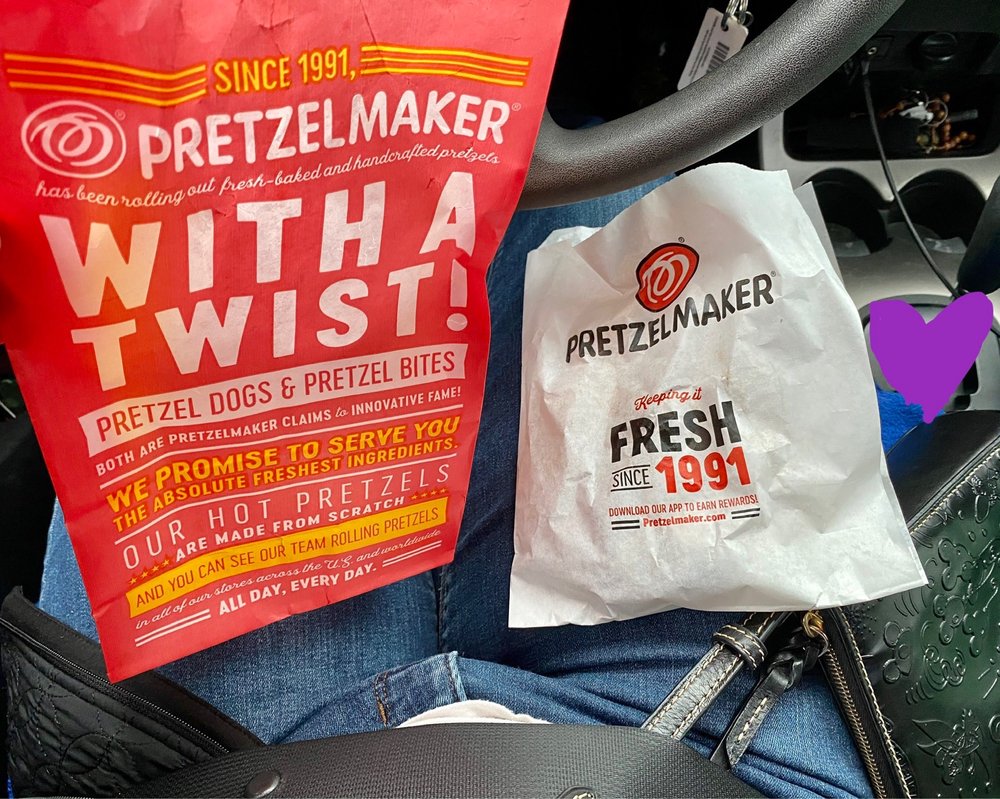 SINCE 1991,
PRETZELMAKER®
has been rolling out fresh-baked and handcrafted pretzels
WITH A
TWIST!
PRETZEL DOGS & PRETZEL BITES
BOTH ARE PRETZELMAKER CLAIMS to INNOVATIVE FAME!
WE PROMISE TO SERVE YOU
THE ABSOLUTE FRESHEST INGREDIENTS.
OUR HOT PRETZELS
ARE MADE FROM SCRATCH
AND YOU CAN SEE OUR TEAM ROLLING PRETZELS
in all of our stores across the U.S. and worldwide
ALL DAY, EVERY DAY.
PRETZELMAKER®
Keeping it
FRESH
SINCE 1991
DOWNLOAD OUR APP TO EARN REWARDS!
Pretzelmaker.com